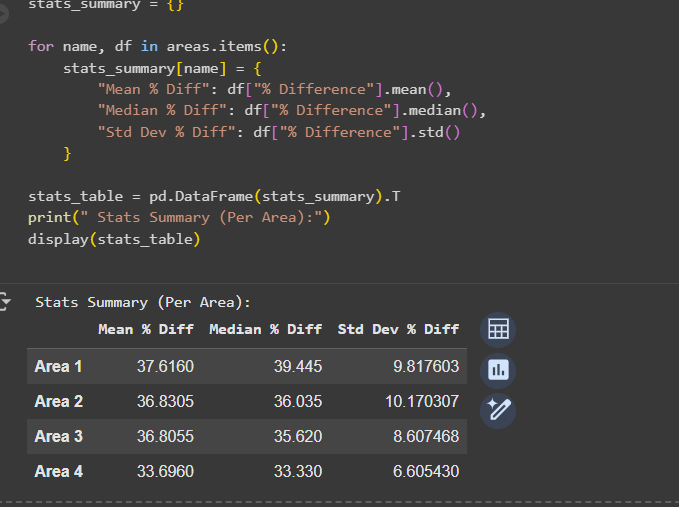 stats_summary = {}
for name, df in areas.items():
    stats_summary[name] = {
        "Mean % Diff": df["% Difference"].mean(),
        "Median % Diff": df["% Difference"].median(),
        "Std Dev % Diff": df["% Difference"].std()
    }
stats_table = pd.DataFrame(stats_summary).T
print(" Stats Summary (Per Area):")
display(stats_table)
Stats Summary (Per Area):
Mean % Diff Median % Diff Std Dev % Diff
Area 1 37.6160 39.445 9.817603
Area 2 36.8305 36.035 10.170307
Area 3 36.8055 35.620 8.607468
Area 4 33.6960 33.330 6.605430